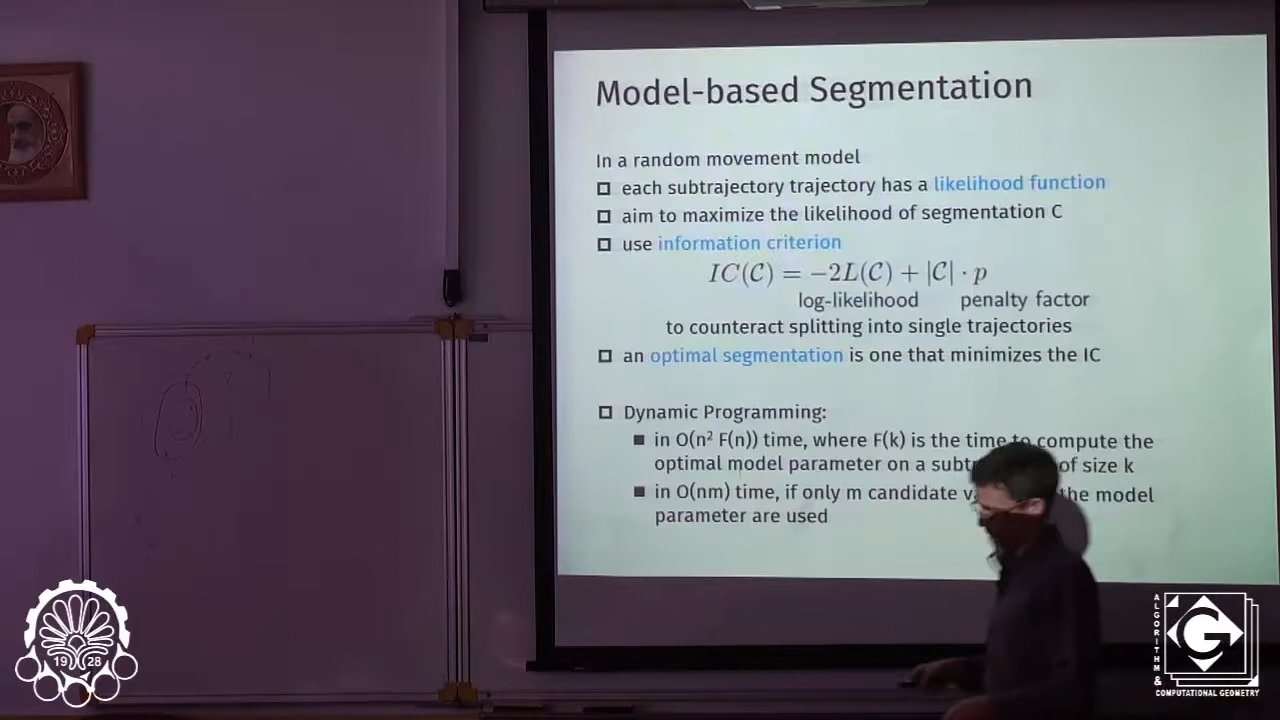 Model-based Segmentation
In a random movement model
each subtrajectory trajectory has a likelihood function
aim to maximize the likelihood of segmentation C
use information criterion
IC(C) = −2L(C) + |C| · p
log-likelihood penalty factor
to counteract splitting into single trajectories
an optimal segmentation is one that minimizes the IC
Dynamic Programming:
in O(n² F(n)) time, where F(k) is the time to compute the
optimal model parameter on a of size k
in O(nm) time, if only m candidate the model
parameter are used
19 28
ALGORITHM &
G
COMPUTATIONAL GEOMETRY